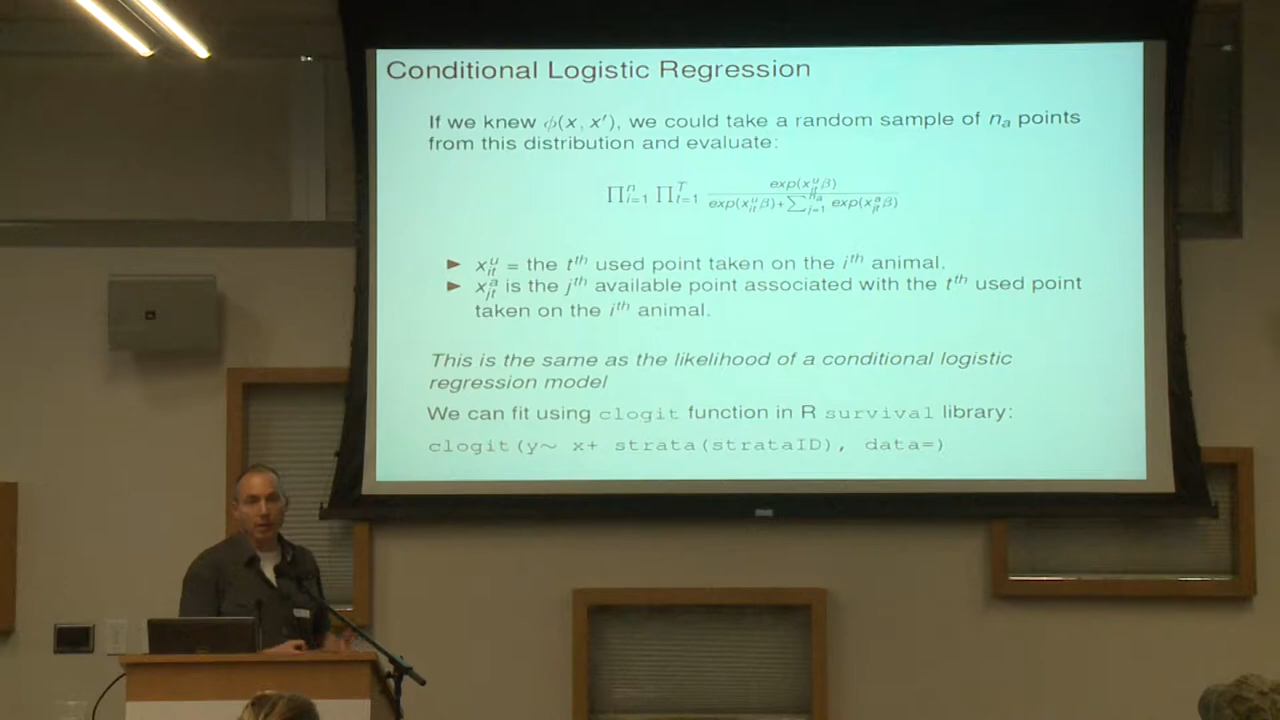 Conditional Logistic Regression
If we knew ϕ(x, x′), we could take a random sample of nₐ points
from this distribution and evaluate:
∏ⁿᵢ₌₁ ∏ᵀₜ₌₁ exp(xᵘᵢₜβ) / (exp(xᵘᵢₜβ)+∑ⁿᵃⱼ₌₁ exp(xᵃⱼₜβ))
► xᵘᵢₜ = the tᵗʰ used point taken on the iᵗʰ animal.
► xᵃⱼₜ is the jᵗʰ available point associated with the tᵗʰ used point
taken on the iᵗʰ animal.
This is the same as the likelihood of a conditional logistic
regression model
We can fit using clogit function in R survival library:
clogit(y~ x+ strata(strataID), data=)